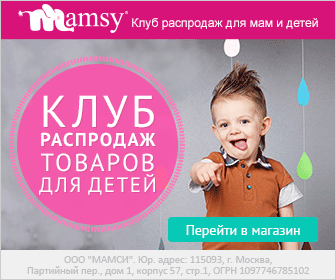 Mamsy® Клуб распродаж для мам и детей
КЛУБ
РАСПРОДАЖ
ТОВАРОВ
ДЛЯ ДЕТЕЙ
Перейти в магазин
ООО "МАМСИ". Юр. адрес: 115093, г. Москва,
Партийный пер., дом 1, корпус 57, стр.1, ОГРН 1097746785102